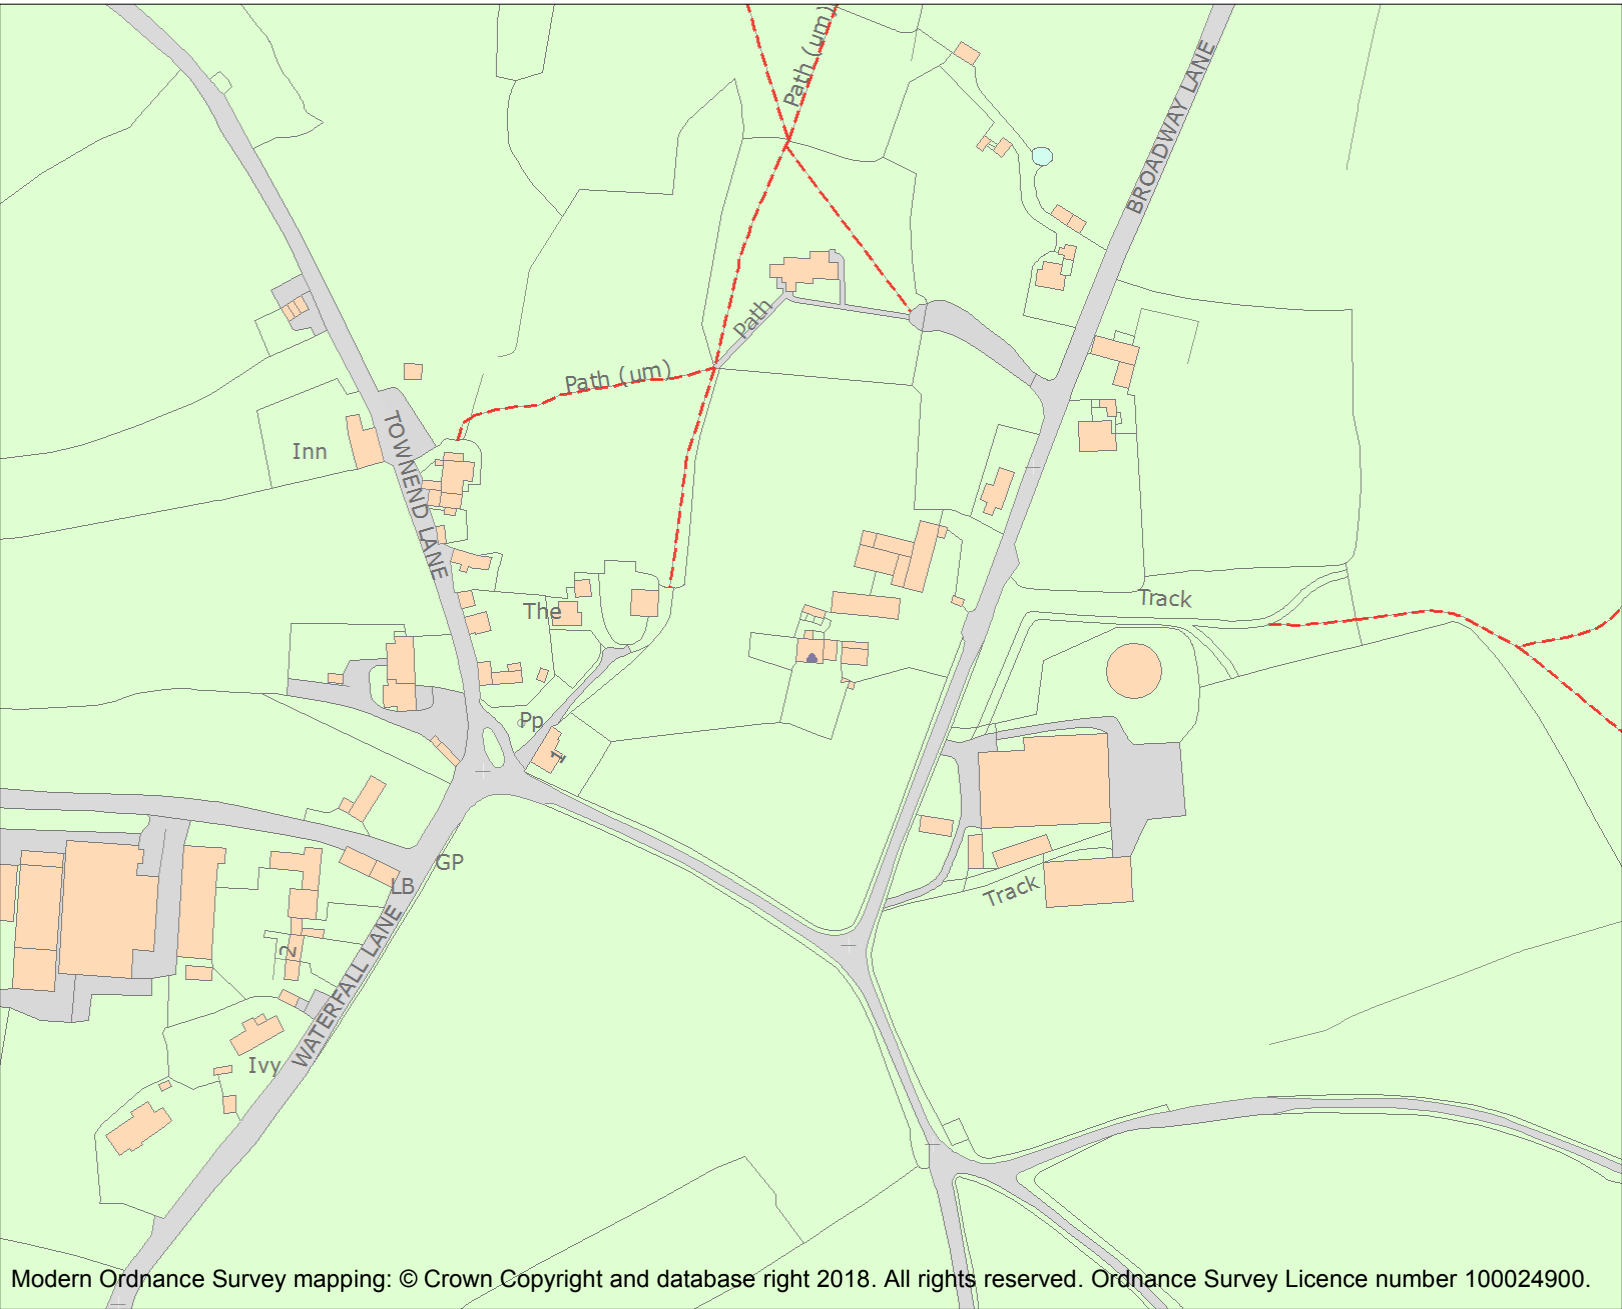 Path (um)
BROADWAY LANE
Path
Path (um)
Inn
TOWNEND LANE
The
Track
Pp
1
GP
LB
Track
2
WATERFALL LANE
Ivy
Modern Ordnance Survey mapping: © Crown Copyright and database right 2018. All rights reserved. Ordnance Survey Licence number 100024900.